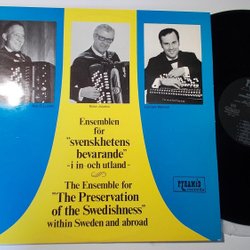 Ensemblen
för
"svenskhetens
bevarande"
- i in- och utland -
The Ensemble for
"The Preservation
of the Swedishness"
within Sweden and abroad
PYRAMID